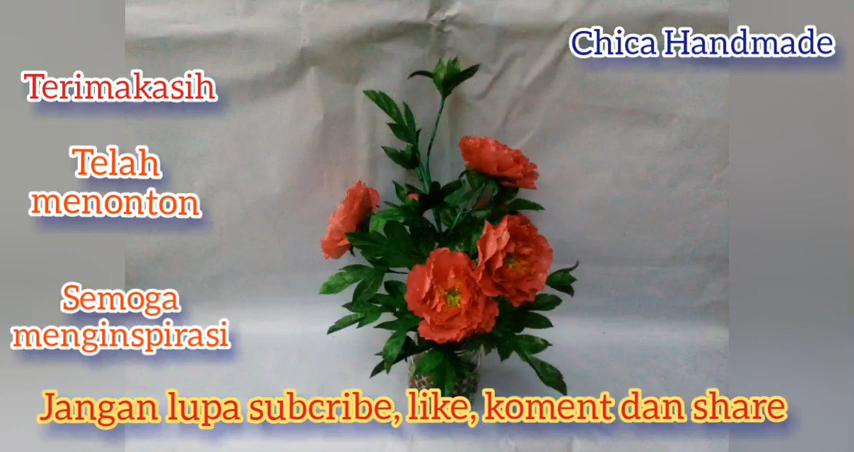 Chica Handmade
Terimakasih
Telah
menonton
Semoga
menginspirasi
Jangan lupa subcribe, like, koment dan share